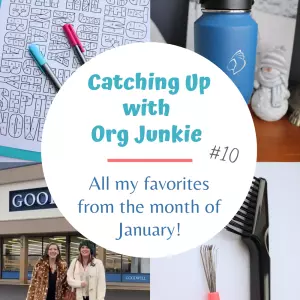 Catching Up
with
Org Junkie
#10
All my favorites
from the month of
January!
GOOD